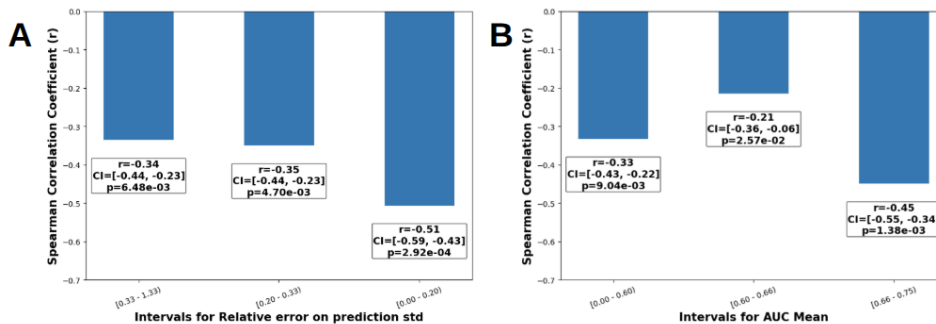 A
Spearman Correlation Coefficient (r)
0.0
−0.1
−0.2
−0.3
−0.4
−0.5
−0.6
−0.7
r=-0.34
CI=[-0.44, -0.23]
p=6.48e-03
r=-0.35
CI=[-0.44, -0.23]
p=4.70e-03
r=-0.51
CI=[-0.59, -0.43]
p=2.92e-04
[0.33 - 1.33)
[0.20 - 0.33)
[0.00 - 0.20)
Intervals for Relative error on prediction std
B
Spearman Correlation Coefficient (r)
0.0
−0.1
−0.2
−0.3
−0.4
−0.5
−0.6
−0.7
r=-0.33
CI=[-0.43, -0.22]
p=9.04e-03
r=-0.21
CI=[-0.36, -0.06]
p=2.57e-02
r=-0.45
CI=[-0.55, -0.34
p=1.38e-03
[0.00 - 0.60)
[0.60 - 0.66)
[0.66 - 0.75)
Intervals for AUC Mean